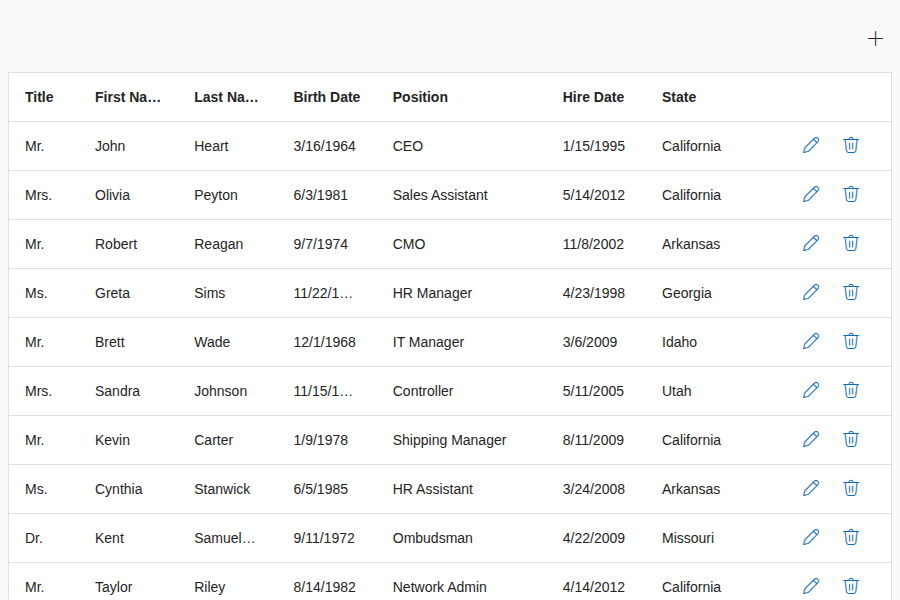 Title First Na… Last Na… Birth Date Position Hire Date State
Mr. John Heart 3/16/1964 CEO 1/15/1995 California
Mrs. Olivia Peyton 6/3/1981 Sales Assistant 5/14/2012 California
Mr. Robert Reagan 9/7/1974 CMO 11/8/2002 Arkansas
Ms. Greta Sims 11/22/1… HR Manager 4/23/1998 Georgia
Mr. Brett Wade 12/1/1968 IT Manager 3/6/2009 Idaho
Mrs. Sandra Johnson 11/15/1… Controller 5/11/2005 Utah
Mr. Kevin Carter 1/9/1978 Shipping Manager 8/11/2009 California
Ms. Cynthia Stanwick 6/5/1985 HR Assistant 3/24/2008 Arkansas
Dr. Kent Samuel… 9/11/1972 Ombudsman 4/22/2009 Missouri
Mr. Taylor Riley 8/14/1982 Network Admin 4/14/2012 California